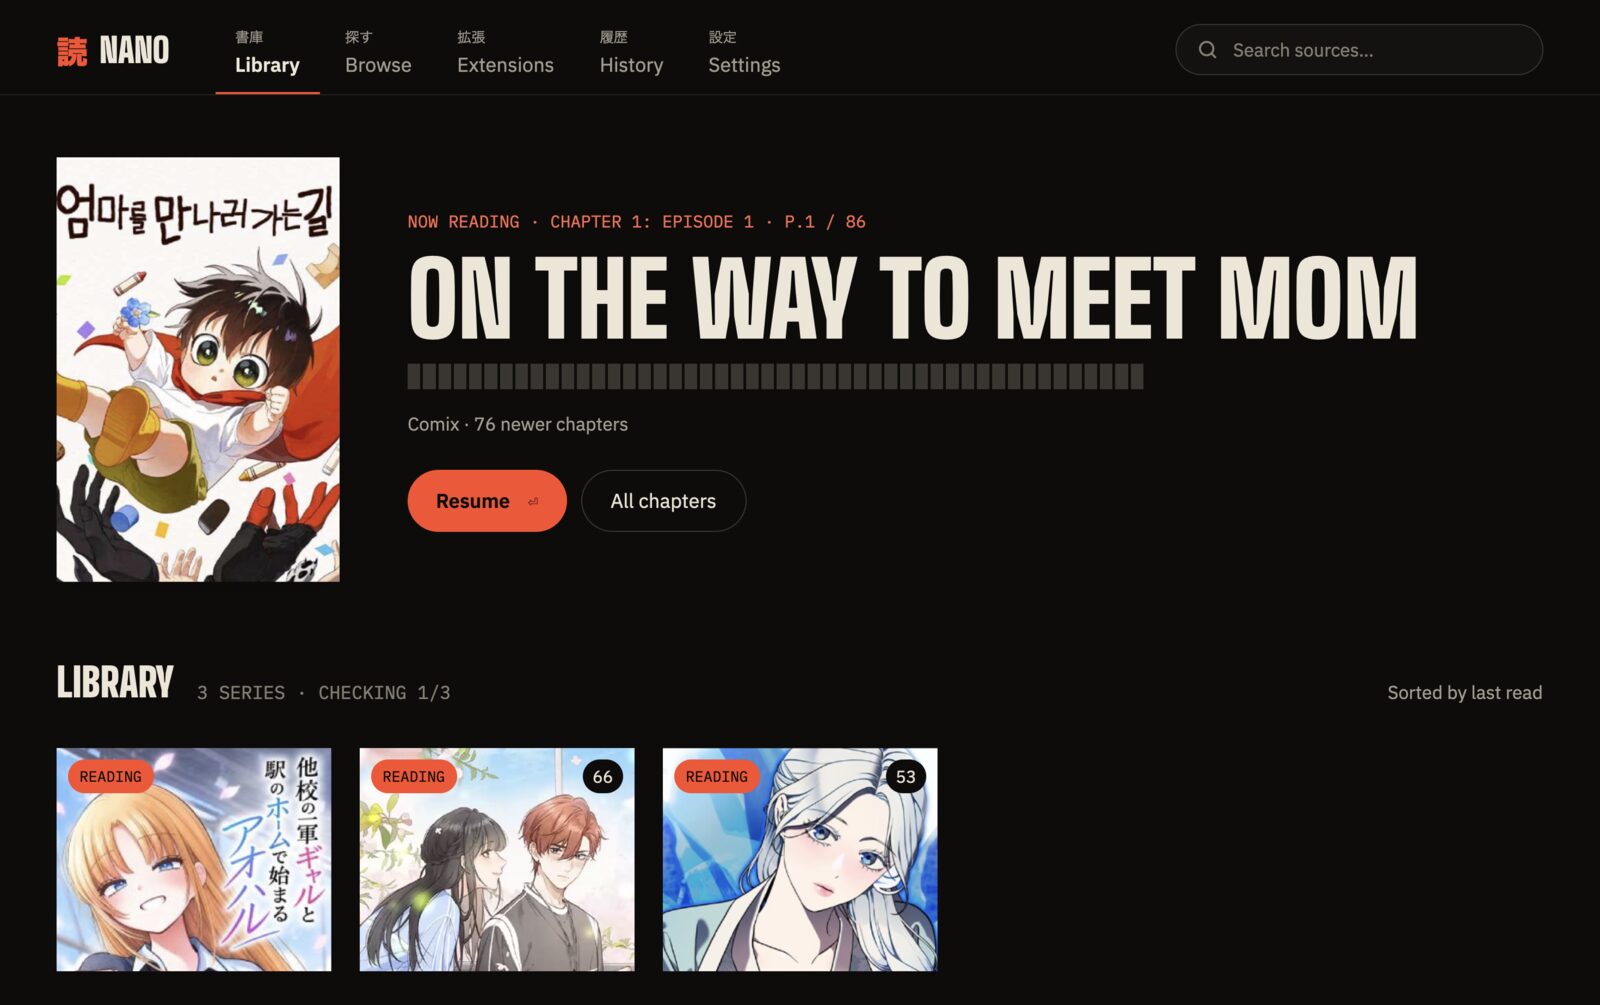 読 NANO
書庫
Library
探す
Browse
拡張
Extensions
履歴
History
設定
Settings
Search sources...
엄마를 만나러 가는 길
NOW READING · CHAPTER 1: EPISODE 1 · P.1 / 86
ON THE WAY TO MEET MOM
Comix · 76 newer chapters
Resume ⏎
All chapters
LIBRARY
3 SERIES · CHECKING 1/3
Sorted by last read
READING
他校の一軍ギャルと
駅のホームで始まる
アオハル
READING
66
READING
53